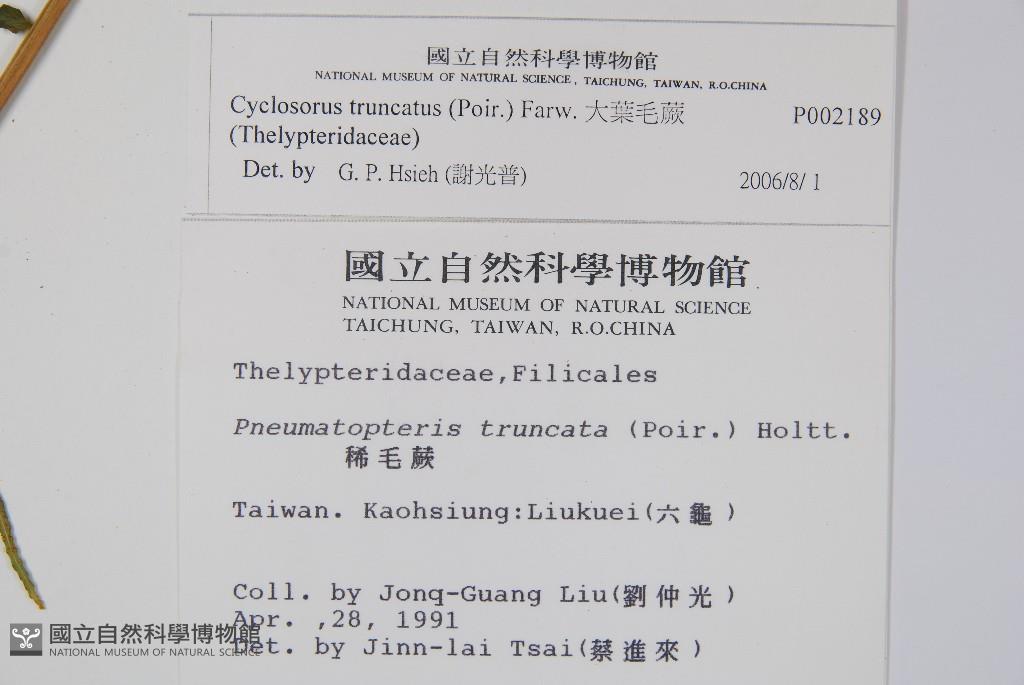 國立自然科學博物館
NATIONAL MUSEUM OF NATURAL SCIENCE, TAICHUNG, TAIWAN, R.O.CHINA
Cyclosorus truncatus (Poir.) Farw. 大葉毛蕨 P002189
(Thelypteridaceae)
Det. by G. P. Hsieh (謝光普) 2006/8/ 1
國立自然科學博物館
NATIONAL MUSEUM OF NATURAL SCIENCE
TAICHUNG, TAIWAN, R.O.CHINA
Thelypteridaceae,Filicales
Pneumatopteris truncata (Poir.) Holtt.
稀毛蕨
Taiwan. Kaohsiung:Liukuei(六龜)
Coll. by Jonq-Guang Liu(劉仲光)
Apr. ,28, 1991
Det. by Jinn-lai Tsai(蔡進來)
國立自然科學博物館
NATIONAL MUSEUM OF NATURAL SCIENCE